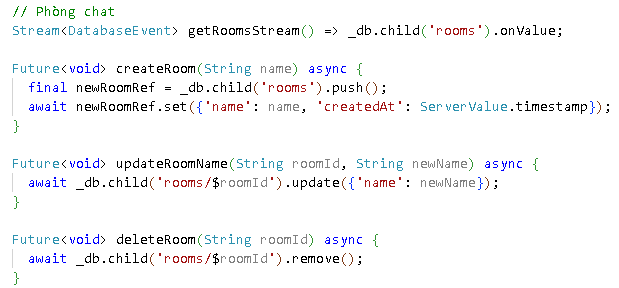 // Phòng chat
Stream<DatabaseEvent> getRoomsStream() => _db.child('rooms').onValue;
Future<void> createRoom(String name) async {
final newRoomRef = _db.child('rooms').push();
await newRoomRef.set({'name': name, 'createdAt': ServerValue.timestamp});
}
Future<void> updateRoomName(String roomId, String newName) async {
await _db.child('rooms/$roomId').update({'name': newName});
}
Future<void> deleteRoom(String roomId) async {
await _db.child('rooms/$roomId').remove();
}